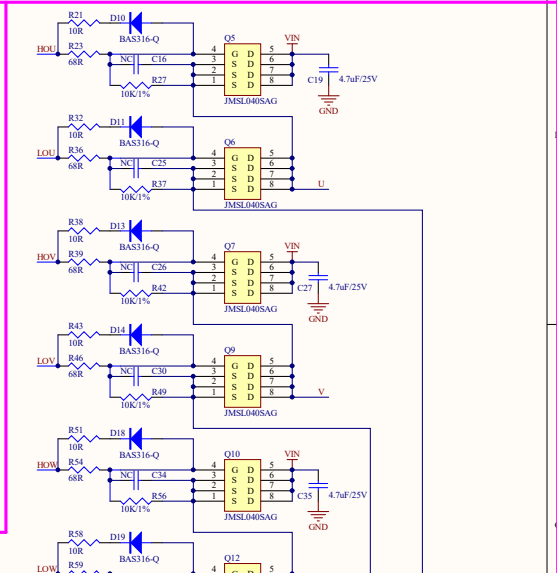 R21 D10
10R BAS316-Q Q5 VIN
HOU R23 4 G D 5
68R NC C16 3 S D 6
2 S D 7 C19 4.7uF/25V
R27 1 S D 8
10K/1% JMSL040SAG GND
R32 D11
10R BAS316-Q Q6
LOU R36 4 G D 5
68R NC C25 3 S D 6
2 S D 7
R37 1 S D 8 U
10K/1% JMSL040SAG
R38 D13
10R BAS316-Q Q7 VIN
HOV R39 4 G D 5
68R NC C26 3 S D 6
2 S D 7 C27 4.7uF/25V
R42 1 S D 8
10K/1% JMSL040SAG GND
R43 D14
10R BAS316-Q Q9
LOV R46 4 G D 5
68R NC C30 3 S D 6
2 S D 7
R49 1 S D 8 V
10K/1% JMSL040SAG
R51 D18
10R BAS316-Q Q10 VIN
HOW R54 4 G D 5
68R NC C34 3 S D 6
2 S D 7 C35 4.7uF/25V
R56 1 S D 8
10K/1% JMSL040SAG GND
R58 D19
10R BAS316-Q Q12
LOW R59 4 G D 5